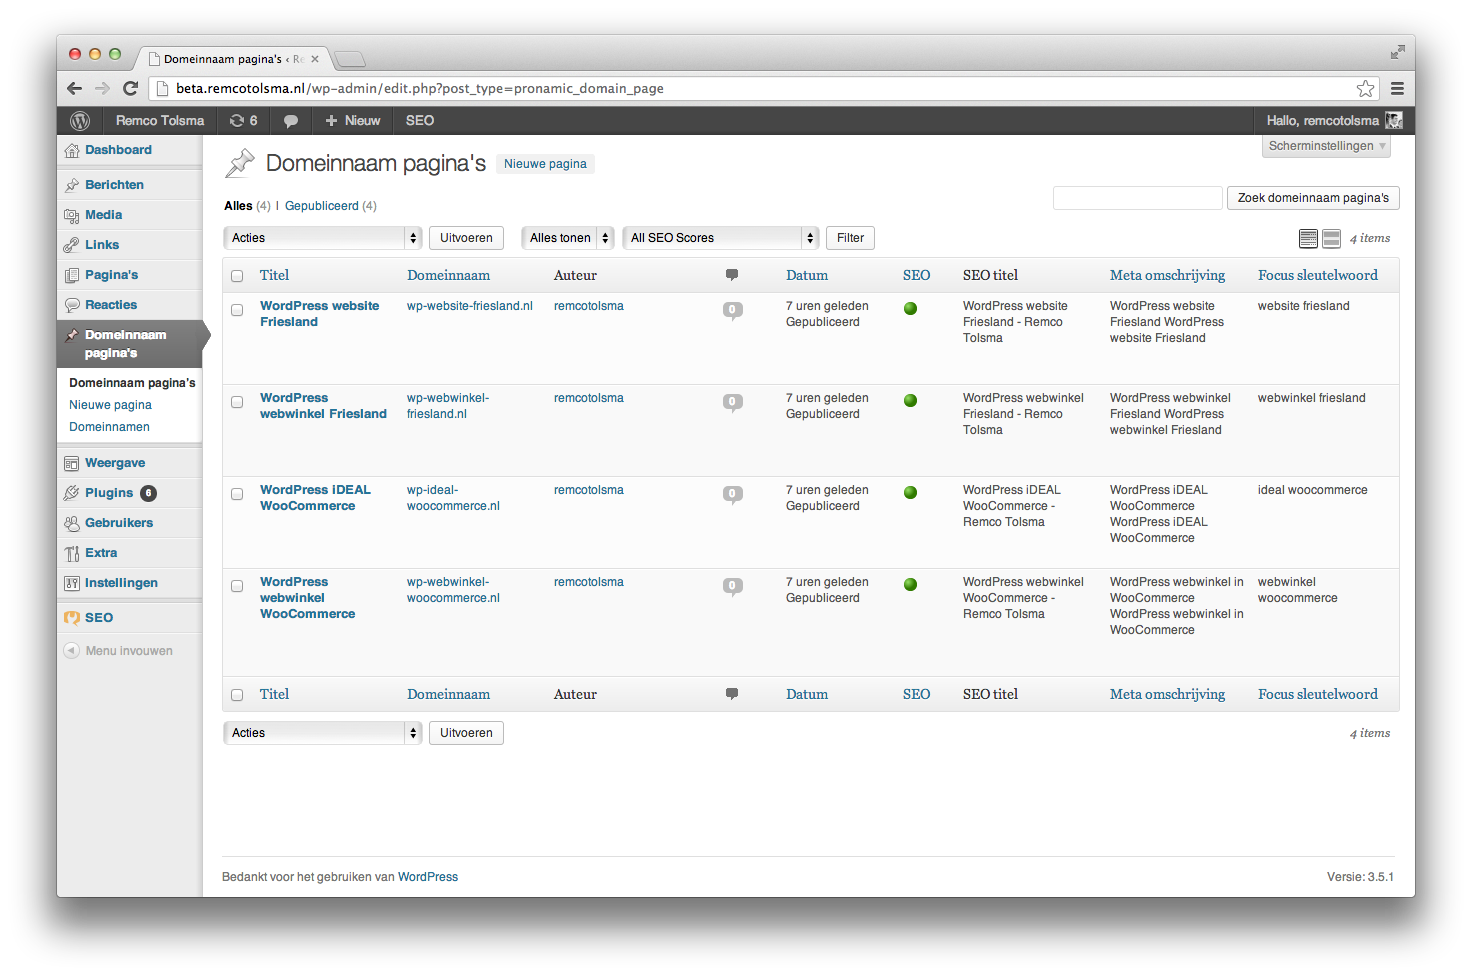 Domeinnaam pagina's ‹ Re
beta.remcotolsma.nl/wp-admin/edit.php?post_type=pronamic_domain_page
Remco Tolsma 6 Nieuw SEO Hallo, remcotolsma
Dashboard
Berichten
Media
Links
Pagina's
Reacties
Domeinnaam
pagina's
Domeinnaam pagina's
Nieuwe pagina
Domeinnamen
Weergave
Plugins 6
Gebruikers
Extra
Instellingen
SEO
Menu invouwen
Scherminstellingen
Domeinnaam pagina's Nieuwe pagina
Alles (4) | Gepubliceerd (4)
Zoek domeinnaam pagina's
Acties Uitvoeren Alles tonen All SEO Scores Filter 4 items
Titel Domeinnaam Auteur Datum SEO SEO titel Meta omschrijving Focus sleutelwoord
WordPress website wp-website-friesland.nl remcotolsma 0 7 uren geleden WordPress website WordPress website website friesland
Friesland Gepubliceerd Friesland - Remco Friesland WordPress
Tolsma website Friesland
WordPress wp-webwinkel- remcotolsma 0 7 uren geleden WordPress webwinkel WordPress webwinkel webwinkel friesland
webwinkel Friesland friesland.nl Gepubliceerd Friesland - Remco Friesland WordPress
Tolsma webwinkel Friesland
WordPress iDEAL wp-ideal- remcotolsma 0 7 uren geleden WordPress iDEAL WordPress iDEAL ideal woocommerce
WooCommerce woocommerce.nl Gepubliceerd WooCommerce - WooCommerce
Remco Tolsma WordPress iDEAL
WooCommerce
WordPress wp-webwinkel- remcotolsma 0 7 uren geleden WordPress webwinkel WordPress webwinkel in webwinkel
webwinkel woocommerce.nl Gepubliceerd WooCommerce - WooCommerce woocommerce
WooCommerce Remco Tolsma WordPress webwinkel in
WooCommerce
Titel Domeinnaam Auteur Datum SEO SEO titel Meta omschrijving Focus sleutelwoord
Acties Uitvoeren 4 items
Bedankt voor het gebruiken van WordPress Versie: 3.5.1